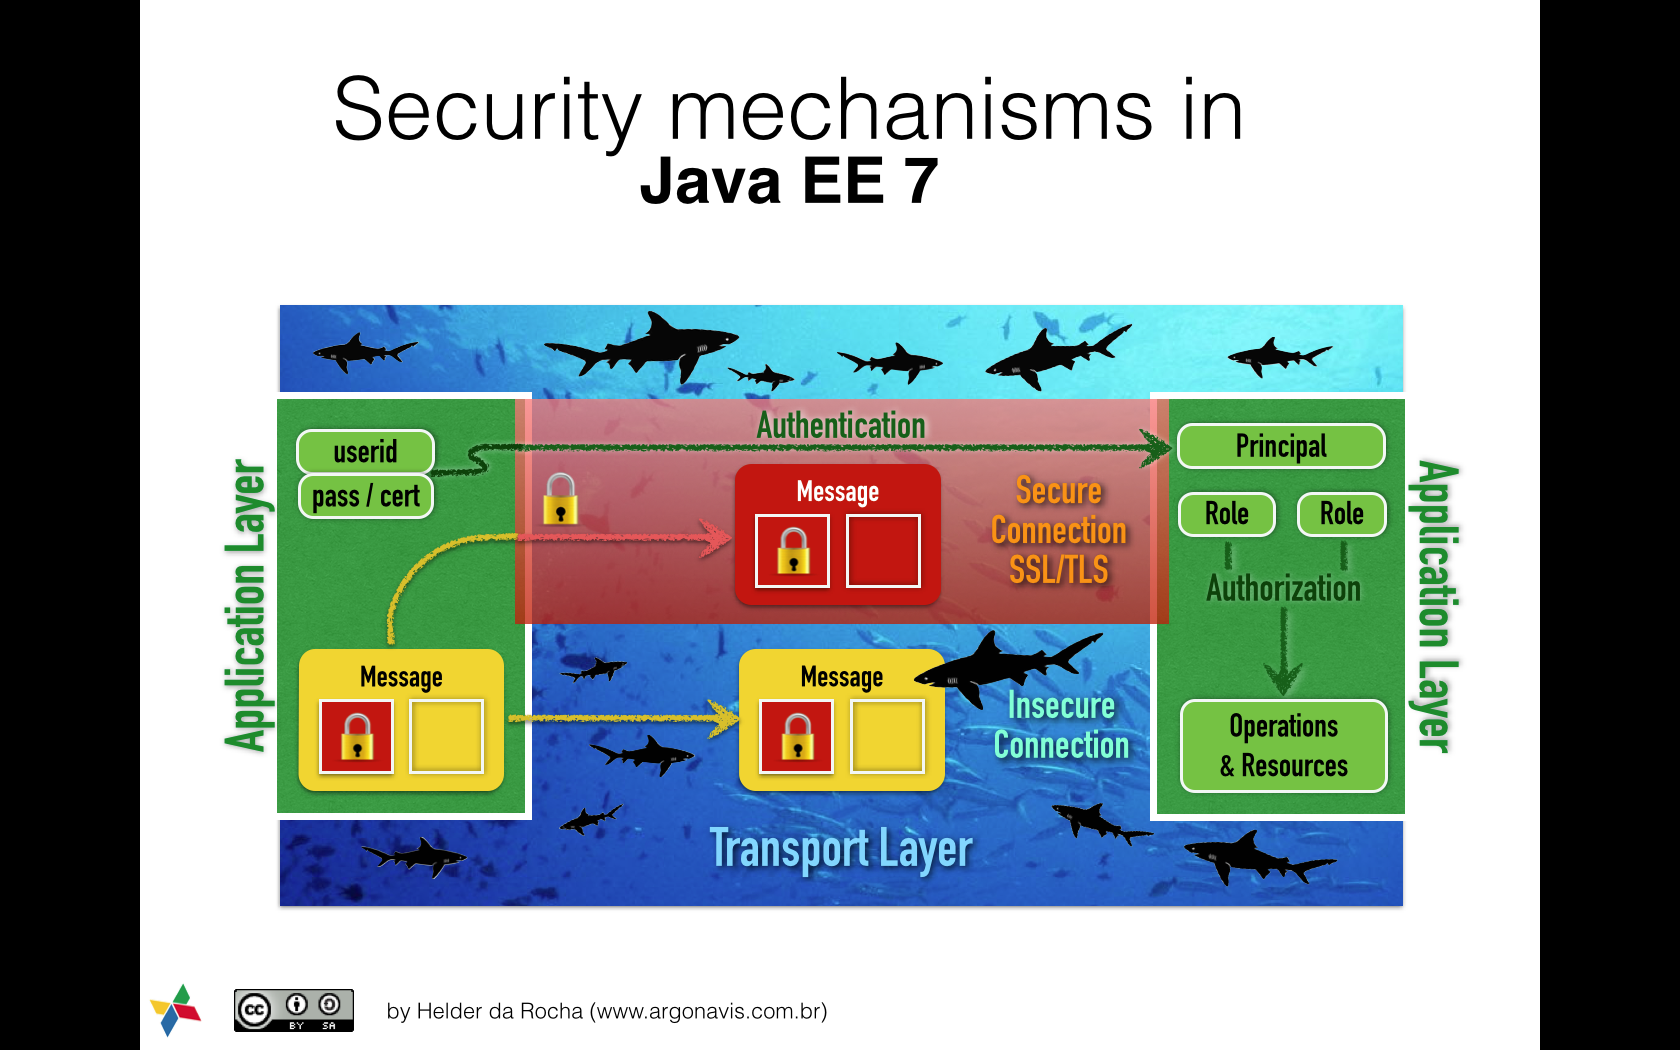 Security mechanisms in
Java EE 7
Application Layer
userid
pass / cert
Message
Authentication
Message
Secure
Connection
SSL/TLS
Message
Insecure
Connection
Transport Layer
Principal
Role
Role
Authorization
Operations
& Resources
Application Layer
cc
BY SA
by Helder da Rocha (www.argonavis.com.br)